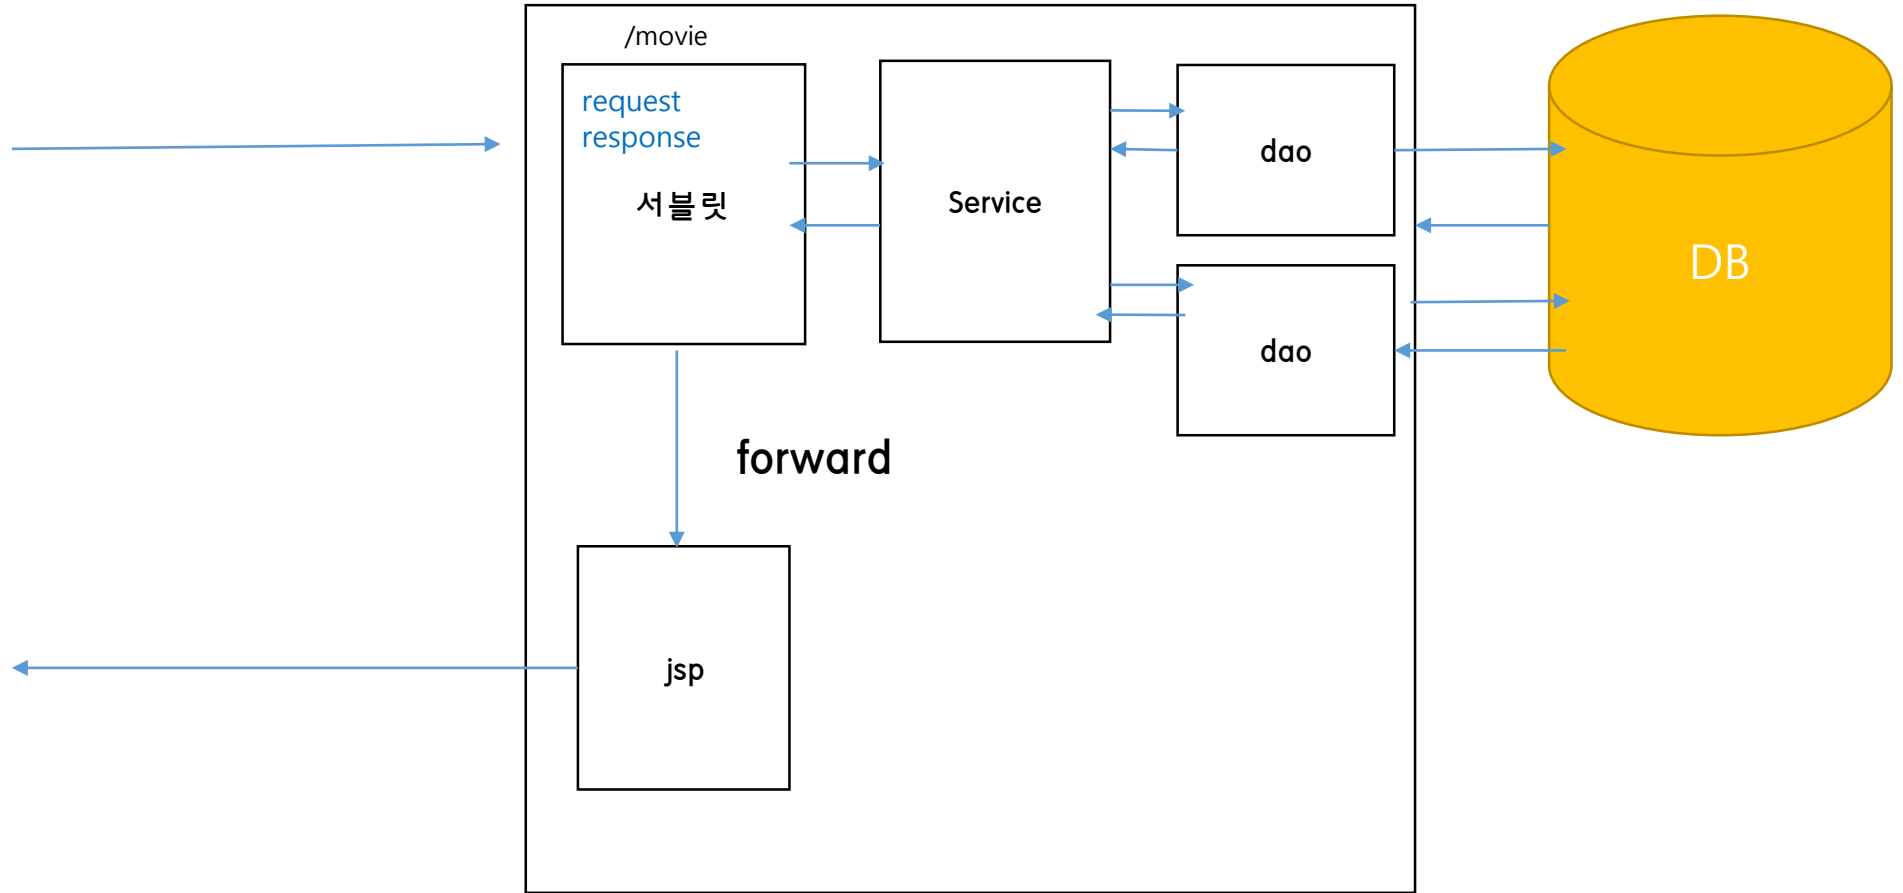 /movie
request
response
서블릿
Service
dao
dao
DB
forward
jsp